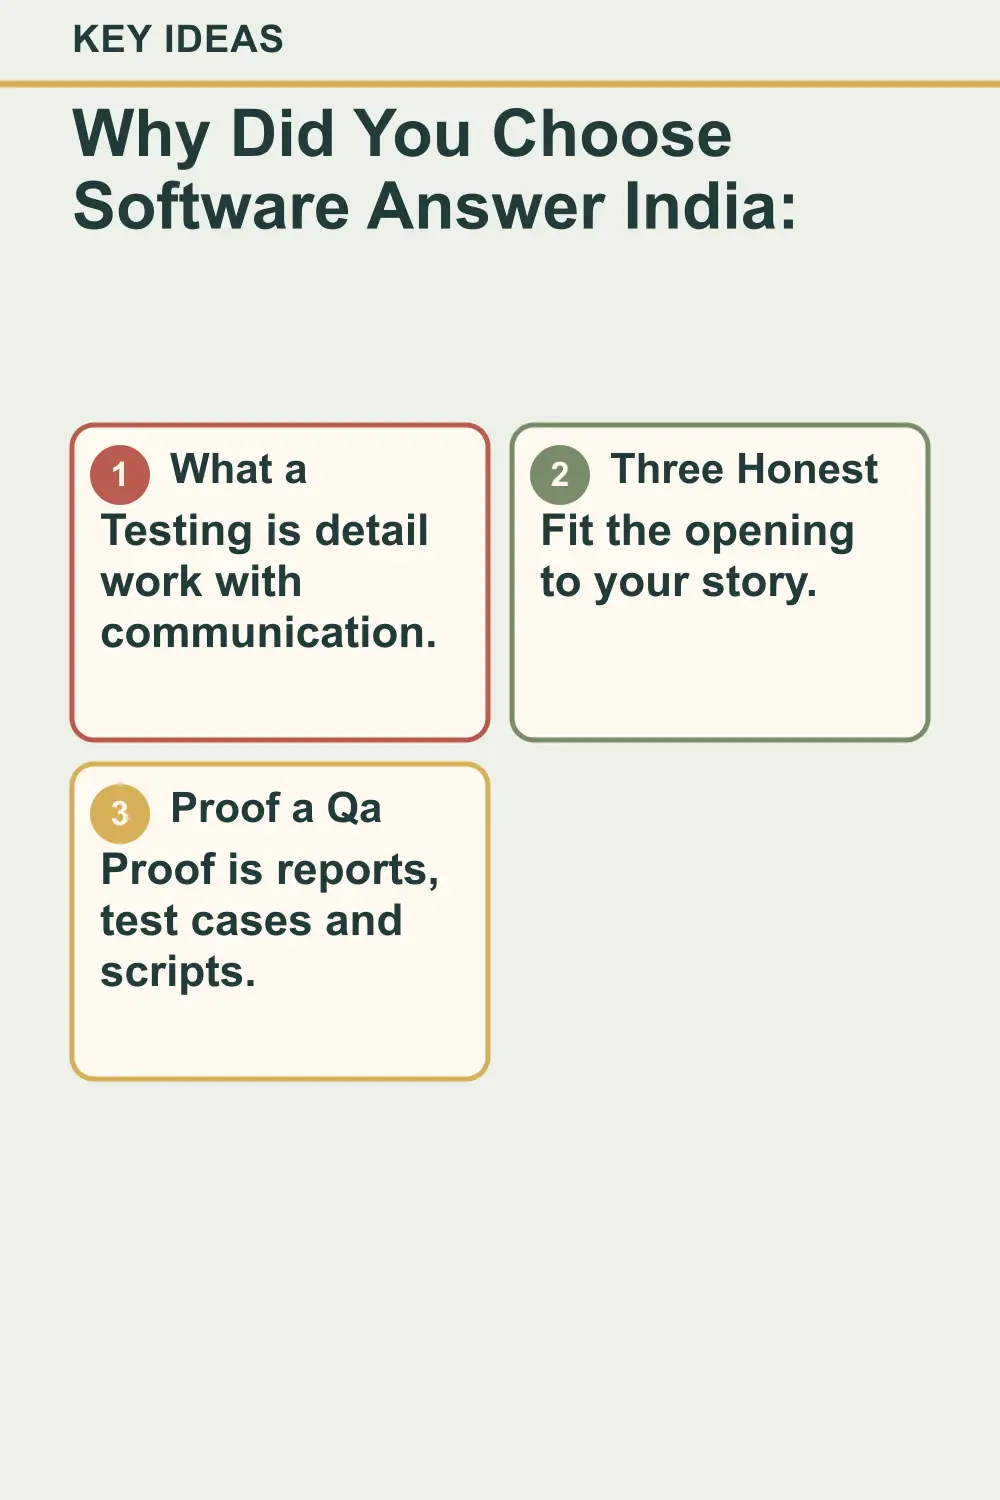 KEY IDEAS
Why Did You Choose
Software Answer India:
1 What a
Testing is detail
work with
communication.
2 Three Honest
Fit the opening
to your story.
3 Proof a Qa
Proof is reports,
test cases and
scripts.